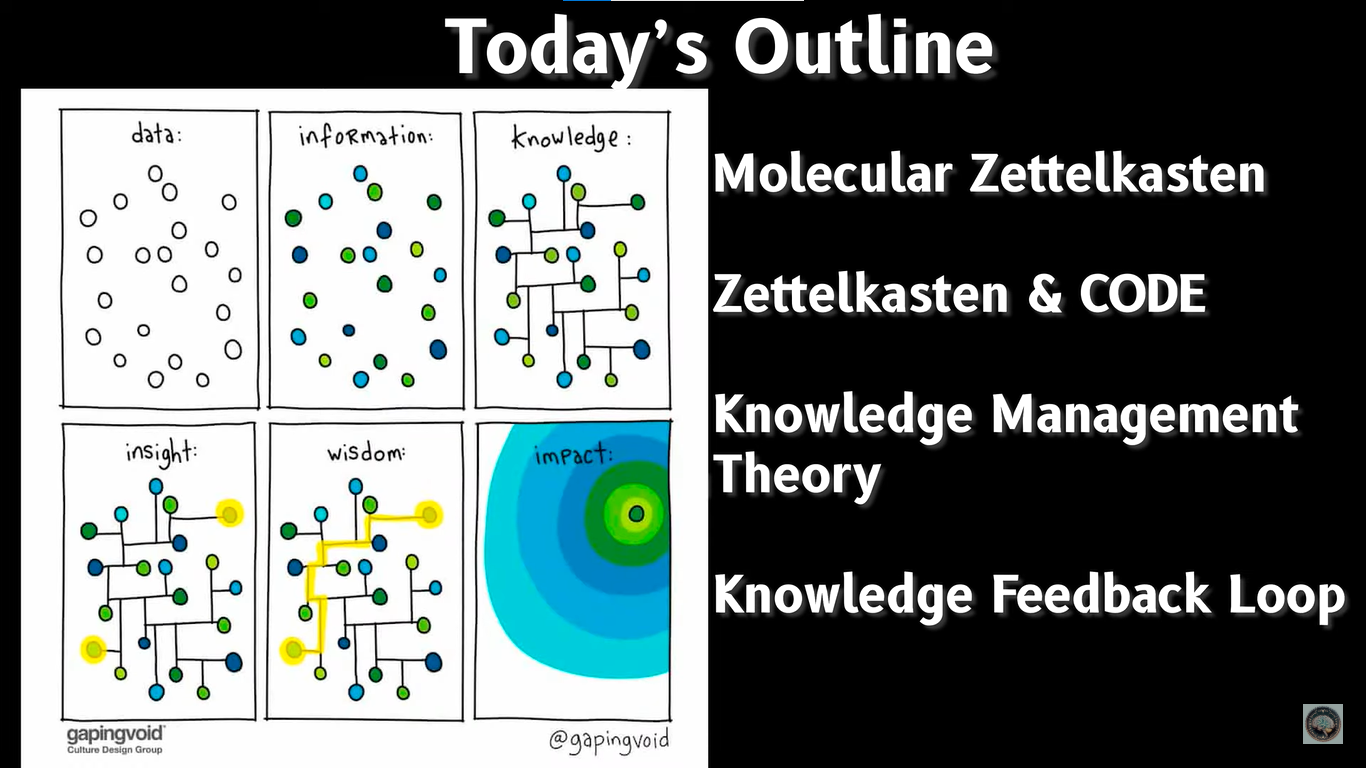 Today's Outline
data:
information:
knowledge:
insight:
wisdom:
impact:
gapingvoid
Culture Design Group
@gapingvoid
Molecular Zettelkasten
Zettelkasten & CODE
Knowledge Management
Theory
Knowledge Feedback Loop